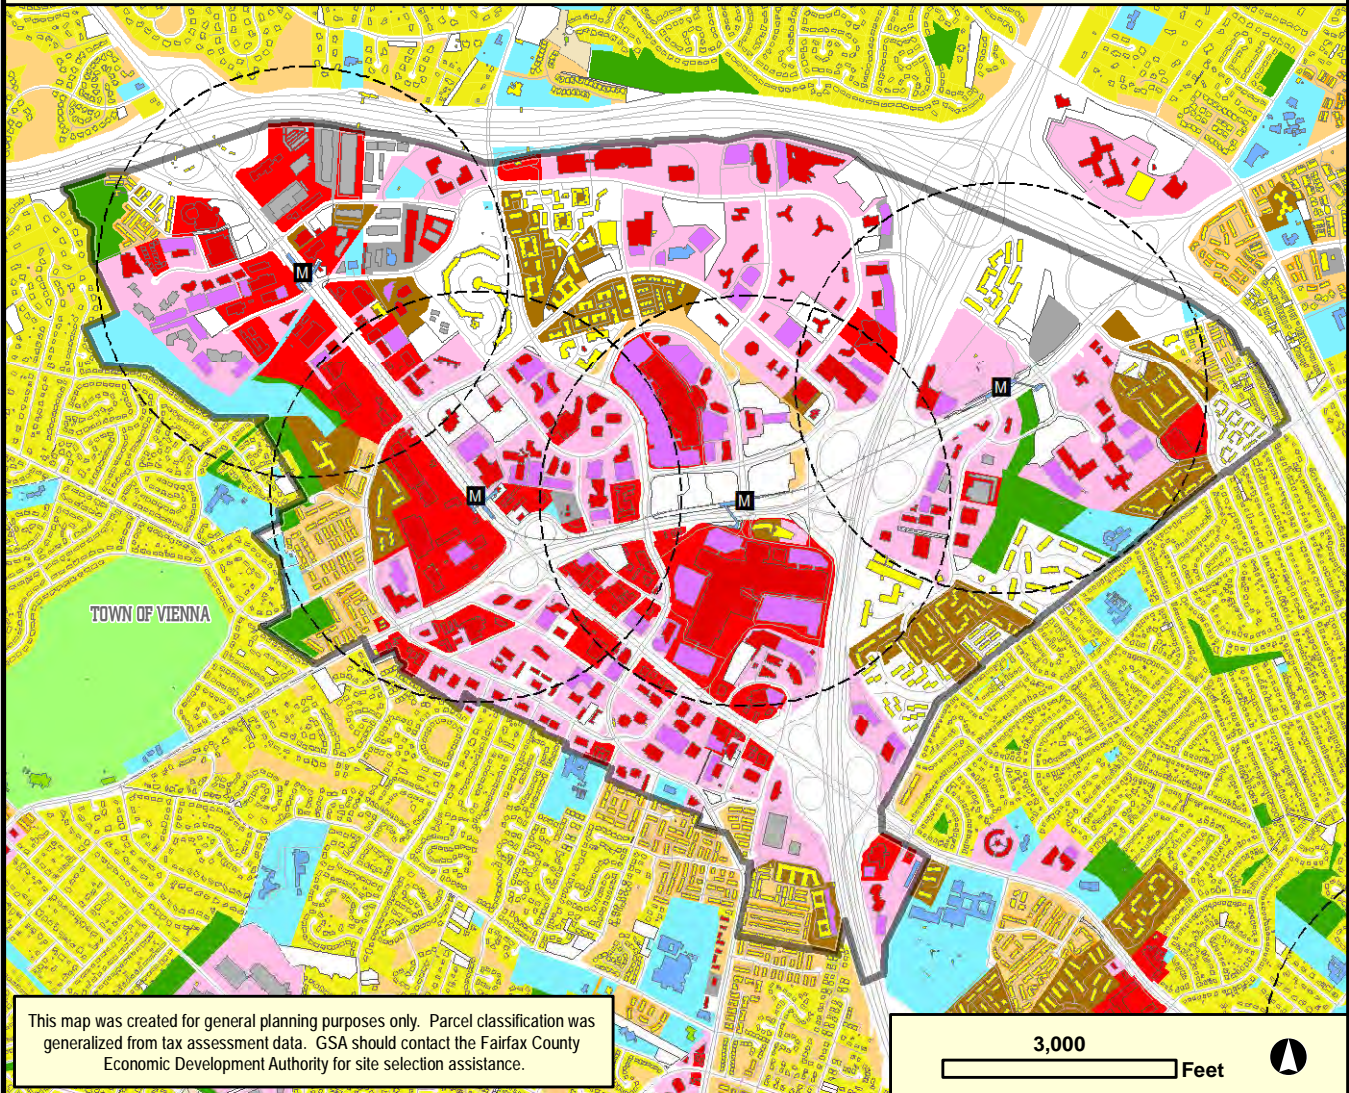 M
M
M
M
TOWN OF VIENNA
This map was created for general planning purposes only. Parcel classification was
generalized from tax assessment data. GSA should contact the Fairfax County
Economic Development Authority for site selection assistance.
3,000
Feet